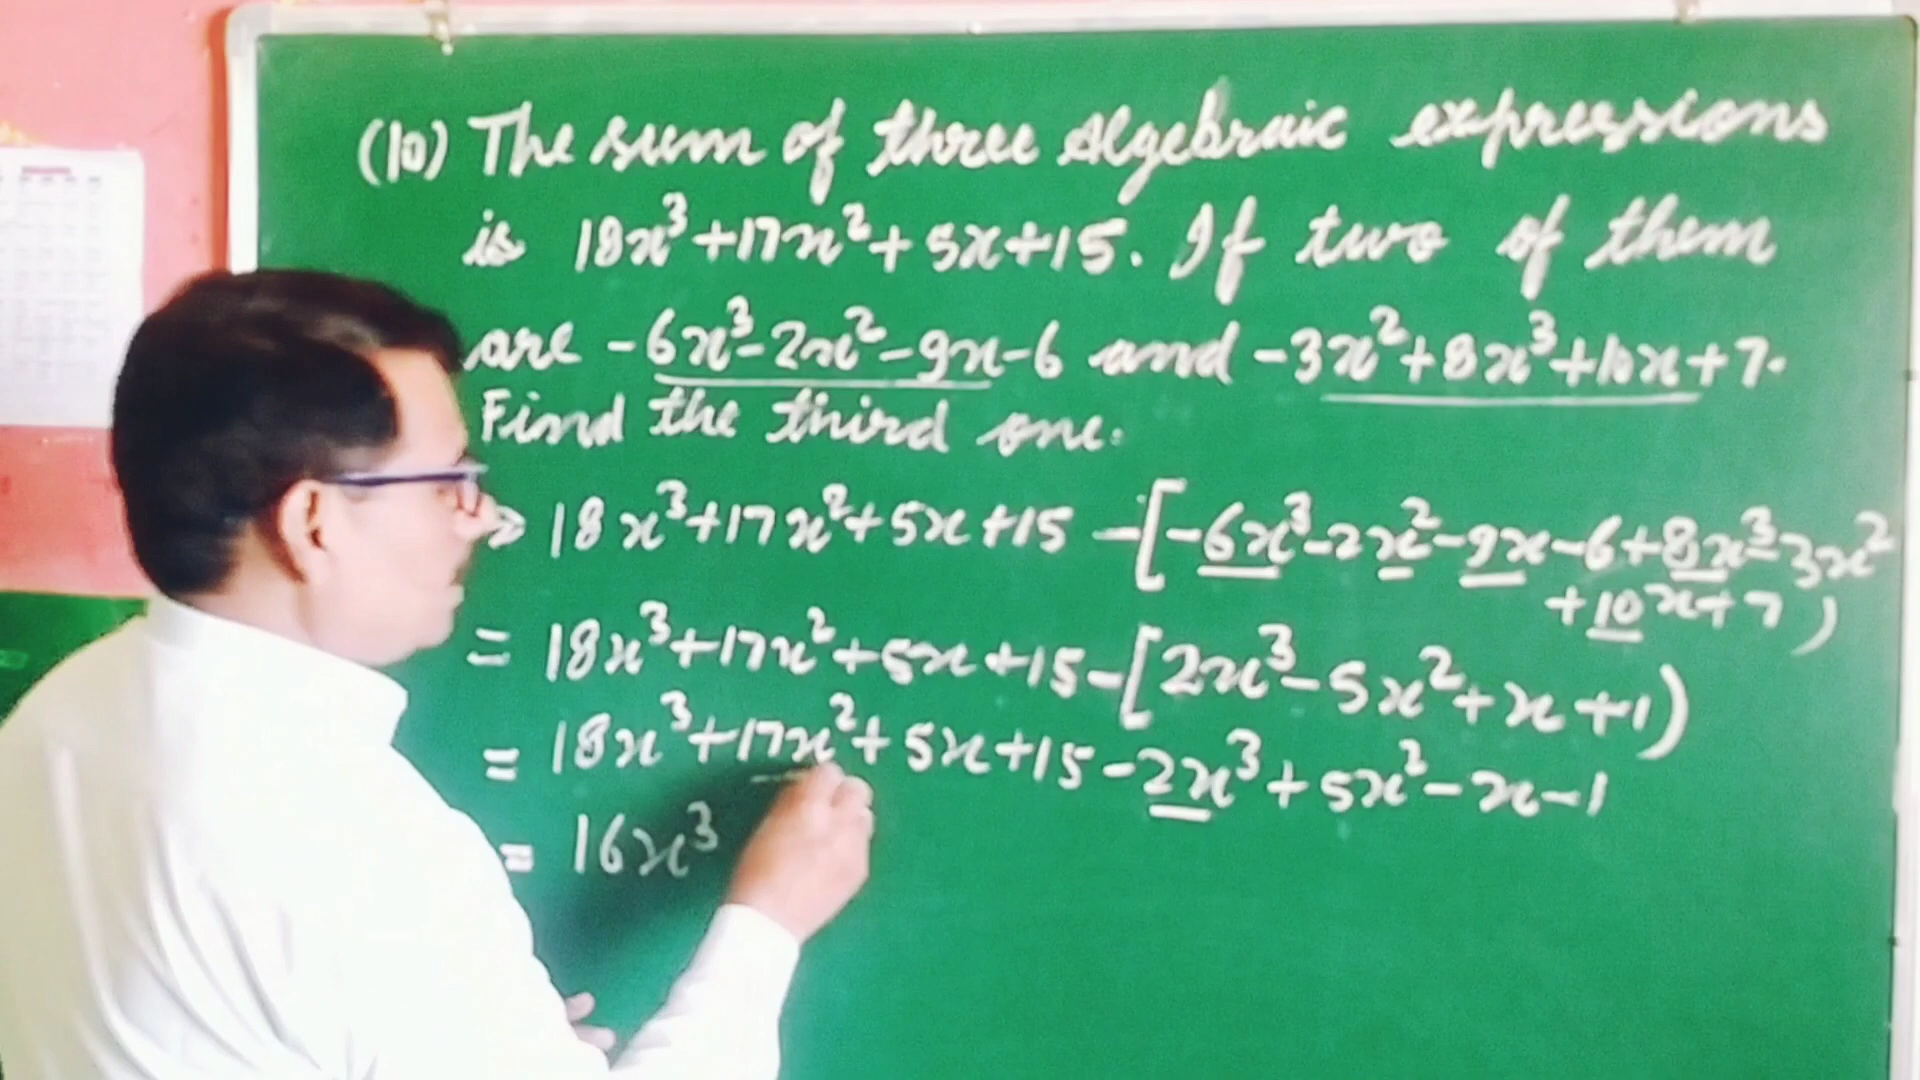 (10) The sum of three algebraic expressions
is 18x³+17x²+5x+15. If two of them
are -6x³-2x²-9x-6 and -3x²+8x³+10x+7.
Find the third one.
18x³+17x²+5x+15 -[-6x³-2x²-9x-6+8x³-3x²
+10x+7)
= 18x³+17x²+5x+15-[2x³-5x²+x+1)
= 18x³+17x²+5x+15-2x³+5x²-x-1
= 16x³